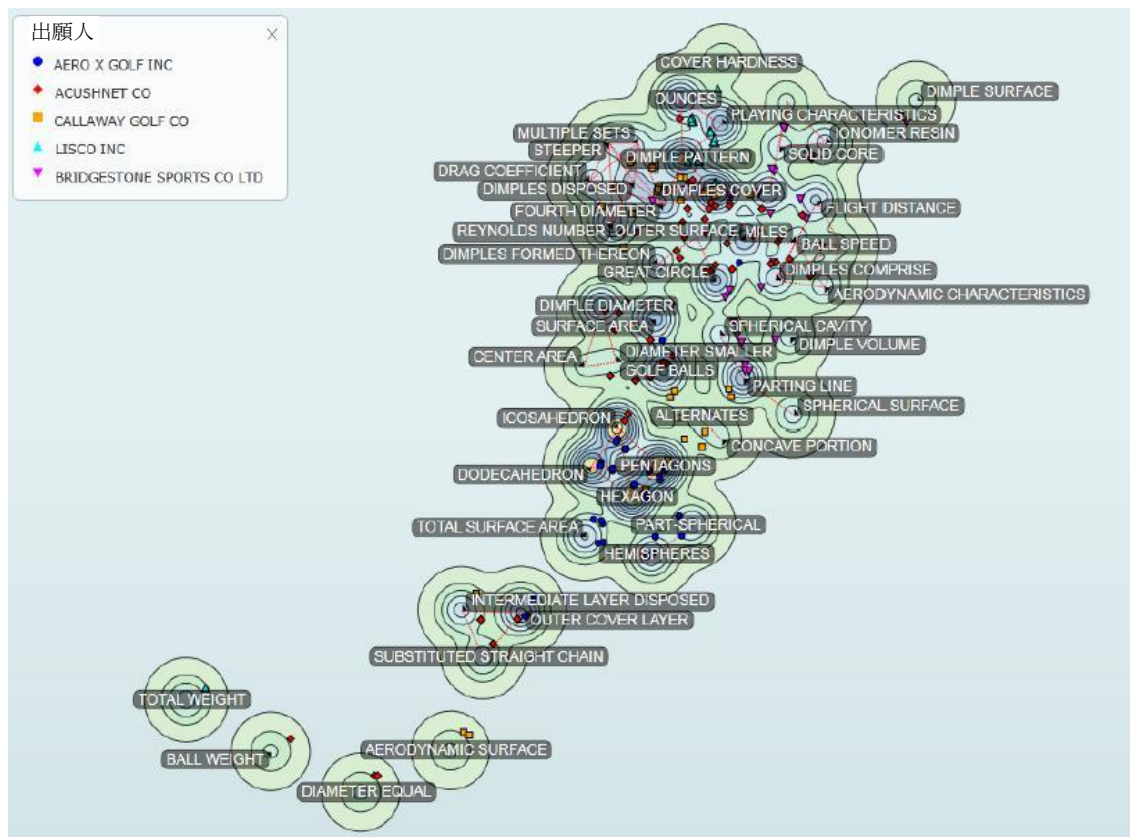 出願人
X
AERO X GOLF INC
ACUSHNET CO
CALLAWAY GOLF CO
LISCO INC
BRIDGESTONE SPORTS CO LTD
COVER HARDNESS
DIMPLE SURFACE
OUNCES
PLAYING CHARACTERISTICS
MULTIPLE SETS
IONOMER RESIN
STEEPER
SOLID CORE
DIMPLE PATTERN
DRAG COEFFICIENT
DIMPLES DISPOSED
DIMPLES COVER
FOURTH DIAMETER
FLIGHT DISTANCE
REYNOLDS NUMBER
OUTER SURFACE
MILES
BALL SPEED
DIMPLES FORMED THEREON
GREAT CIRCLE
DIMPLES COMPRISE
AERODYNAMIC CHARACTERISTICS
DIMPLE DIAMETER
SURFACE AREA
SPHERICAL CAVITY
DIMPLE VOLUME
CENTER AREA
DIAMETER SMALLER
GOLF BALLS
PARTING LINE
SPHERICAL SURFACE
ICOSAHEDRON
ALTERNATES
CONCAVE PORTION
DODECAHEDRON
PENTAGONS
HEXAGON
TOTAL SURFACE AREA
PART-SPHERICAL
HEMISPHERES
INTERMEDIATE LAYER DISPOSED
OUTER COVER LAYER
SUBSTITUTED STRAIGHT CHAIN
TOTAL WEIGHT
BALL WEIGHT
AERODYNAMIC SURFACE
DIAMETER EQUAL